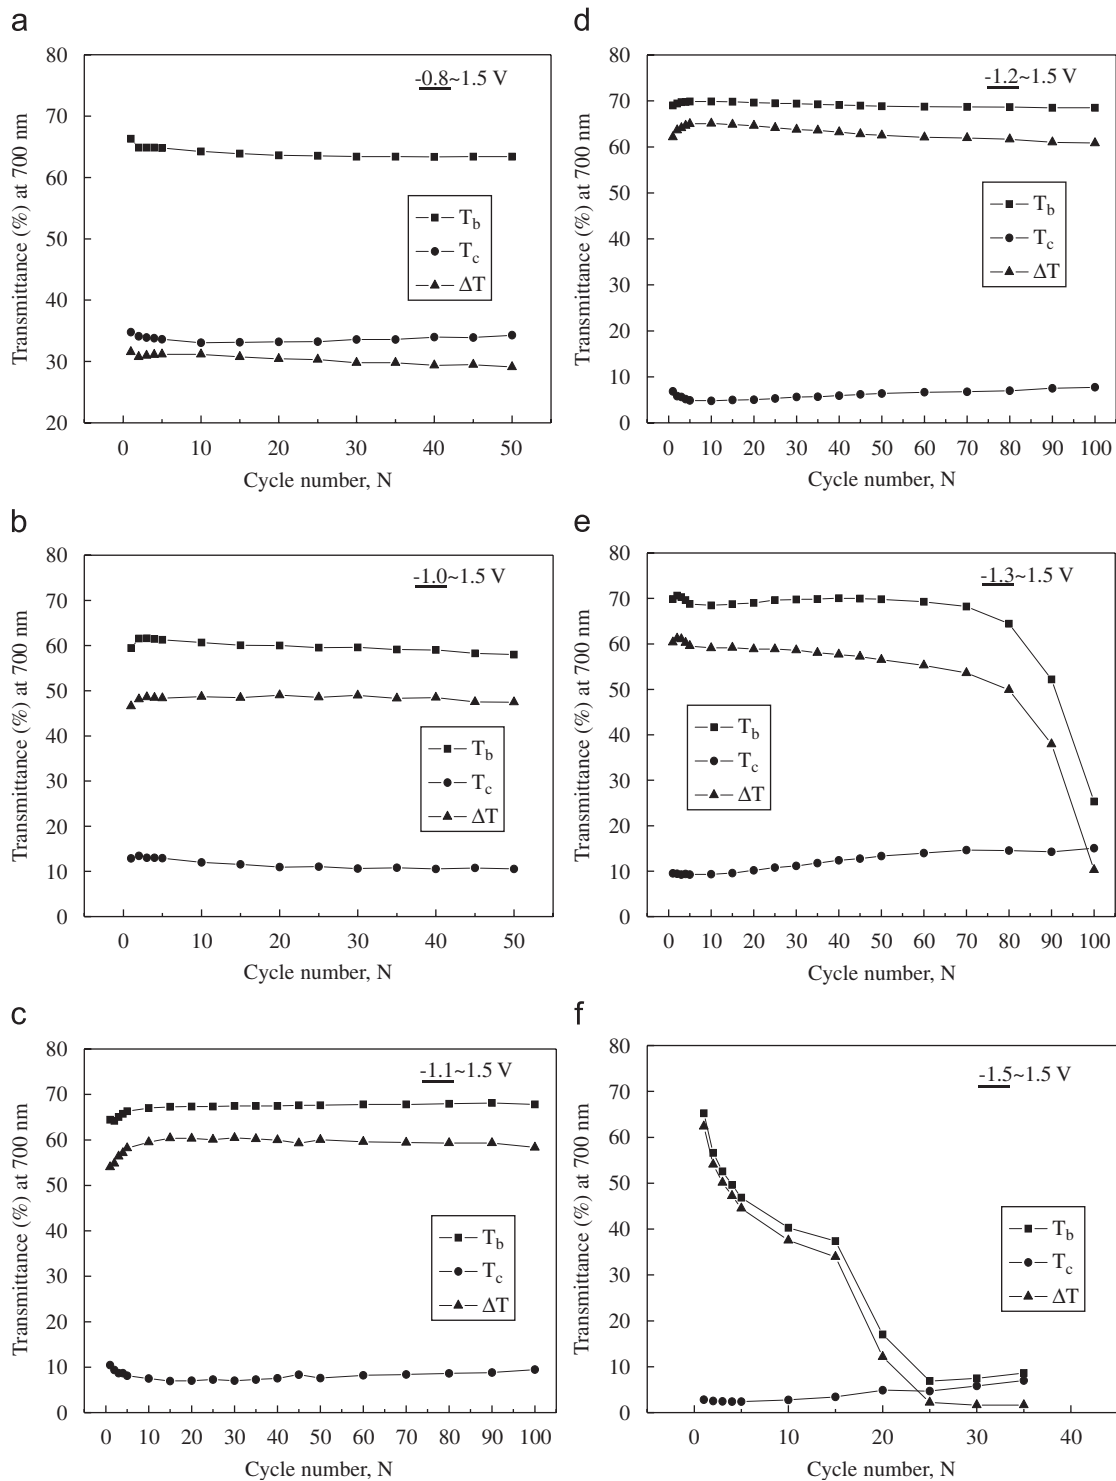 a
-0.8~1.5 V
80
70
60
50
40
30
20
Transmittance (%) at 700 nm
T_b
T_c
ΔT
0 10 20 30 40 50
Cycle number, N
b
-1.0~1.5 V
80
70
60
50
40
30
20
10
0
Transmittance (%) at 700 nm
T_b
T_c
ΔT
0 10 20 30 40 50
Cycle number, N
c
-1.1~1.5 V
80
70
60
50
40
30
20
10
0
Transmittance (%) at 700 nm
T_b
T_c
ΔT
0 10 20 30 40 50 60 70 80 90 100
Cycle number, N
d
-1.2~1.5 V
80
70
60
50
40
30
20
10
0
Transmittance (%) at 700 nm
T_b
T_c
ΔT
0 10 20 30 40 50 60 70 80 90 100
Cycle number, N
e
-1.3~1.5 V
80
70
60
50
40
30
20
10
0
Transmittance (%) at 700 nm
T_b
T_c
ΔT
0 10 20 30 40 50 60 70 80 90 100
Cycle number, N
f
-1.5~1.5 V
80
70
60
50
40
30
20
10
0
Transmittance (%) at 700 nm
T_b
T_c
ΔT
0 10 20 30 40
Cycle number, N